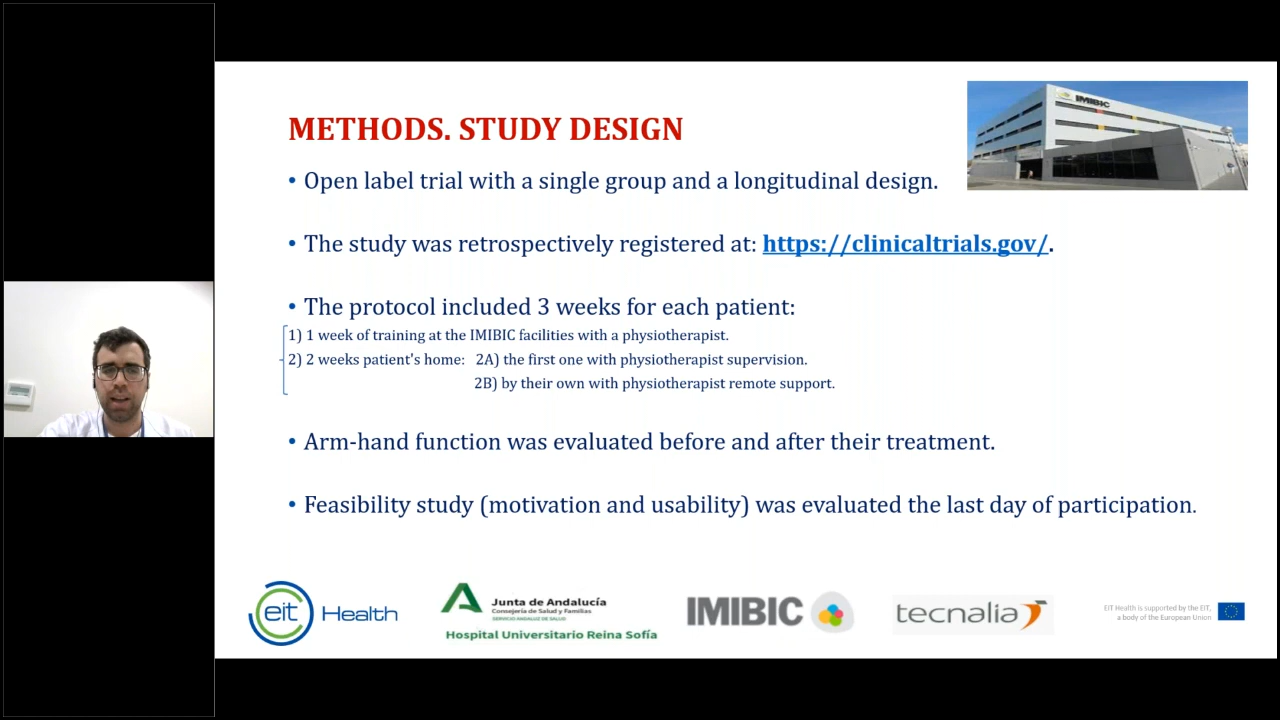 IMIBIC
METHODS. STUDY DESIGN
• Open label trial with a single group and a longitudinal design.
• The study was retrospectively registered at: https://clinicaltrials.gov/.
• The protocol included 3 weeks for each patient:
1) 1 week of training at the IMIBIC facilities with a physiotherapist.
2) 2 weeks patient's home: 2A) the first one with physiotherapist supervision.
2B) by their own with physiotherapist remote support.
• Arm-hand function was evaluated before and after their treatment.
• Feasibility study (motivation and usability) was evaluated the last day of participation.
eit Health
Junta de Andalucía
Consejería de Salud y Familias
SERVICIO ANDALUZ DE SALUD
Hospital Universitario Reina Sofía
IMIBIC
tecnalia
EIT Health is supported by the EIT,
a body of the European Union